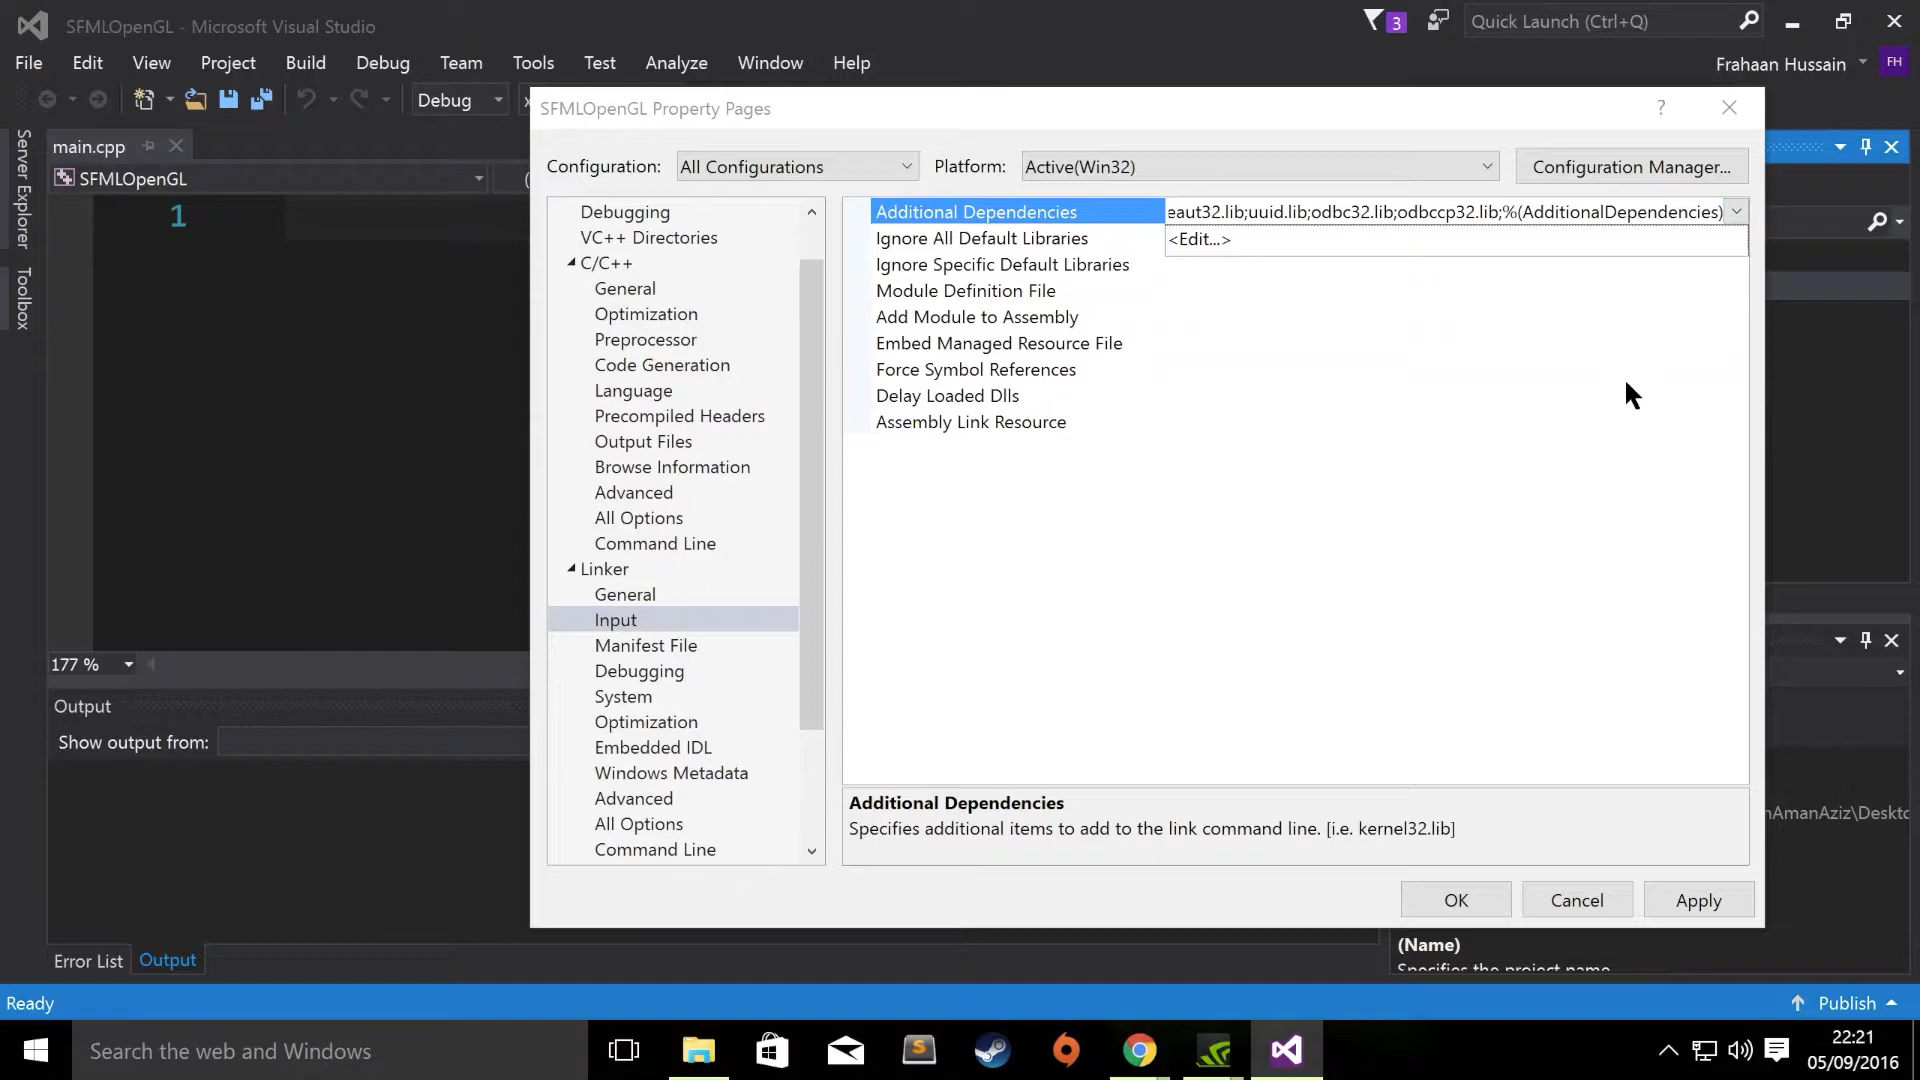 SFMLOpenGL - Microsoft Visual Studio
3
Quick Launch (Ctrl+Q)
File Edit View Project Build Debug Team Tools Test Analyze Window Help
Frahaan Hussain FH
Debug
SFMLOpenGL Property Pages
?
Server Explorer
Toolbox
main.cpp
SFMLOpenGL
1
Configuration: All Configurations Platform: Active(Win32) Configuration Manager...
Debugging
VC++ Directories
C/C++
General
Optimization
Preprocessor
Code Generation
Language
Precompiled Headers
Output Files
Browse Information
Advanced
All Options
Command Line
Linker
General
Input
Manifest File
Debugging
System
Optimization
Embedded IDL
Windows Metadata
Advanced
All Options
Command Line
Additional Dependencies eaut32.lib;uuid.lib;odbc32.lib;odbccp32.lib;%(AdditionalDependencies)
<Edit...>
Ignore All Default Libraries
Ignore Specific Default Libraries
Module Definition File
Add Module to Assembly
Embed Managed Resource File
Force Symbol References
Delay Loaded Dlls
Assembly Link Resource
Additional Dependencies
Specifies additional items to add to the link command line. [i.e. kernel32.lib]
OK Cancel Apply
177 %
Output
Show output from:
nAmanAziz\Deskto
Error List Output
(Name)
Specifies the project name
Ready
Publish
Search the web and Windows
22:21
05/09/2016